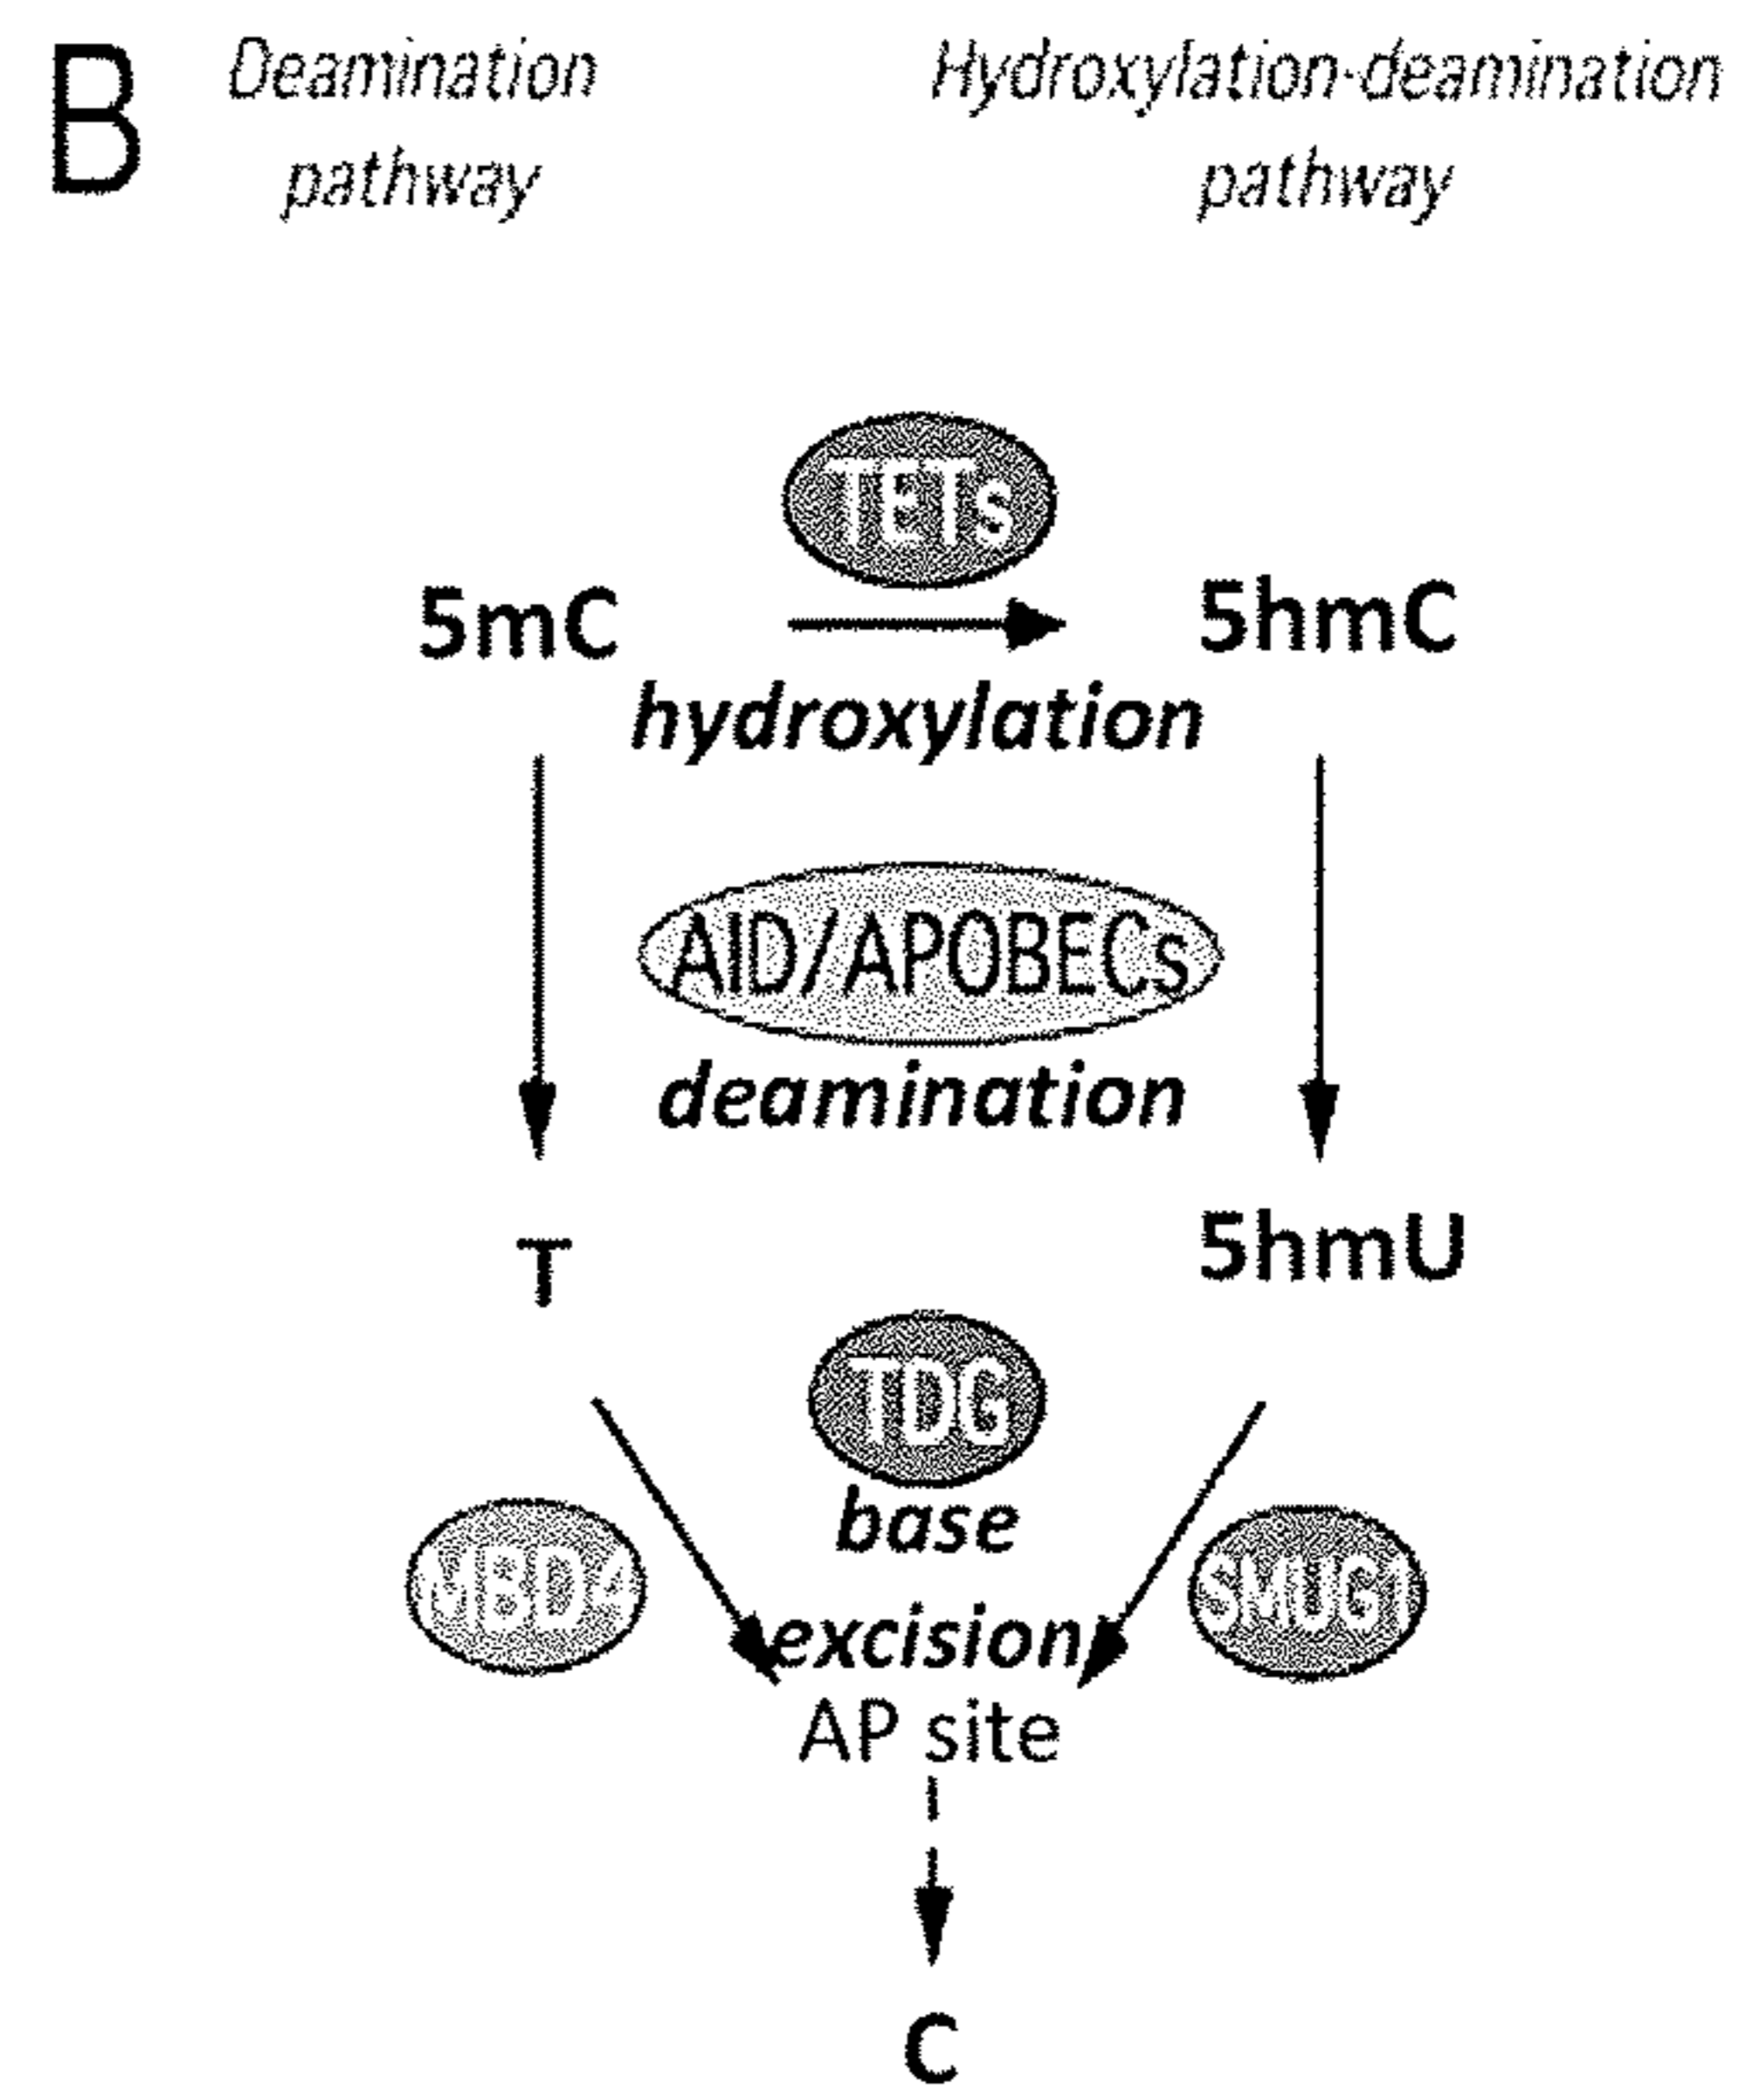 B
Deamination
pathway
Hydroxylation-deamination
pathway
TETs
5mC
5hmC
hydroxylation
AID/APOBECs
deamination
T
5hmU
TDG
base
MBD4
SMUG1
excision
AP site
C